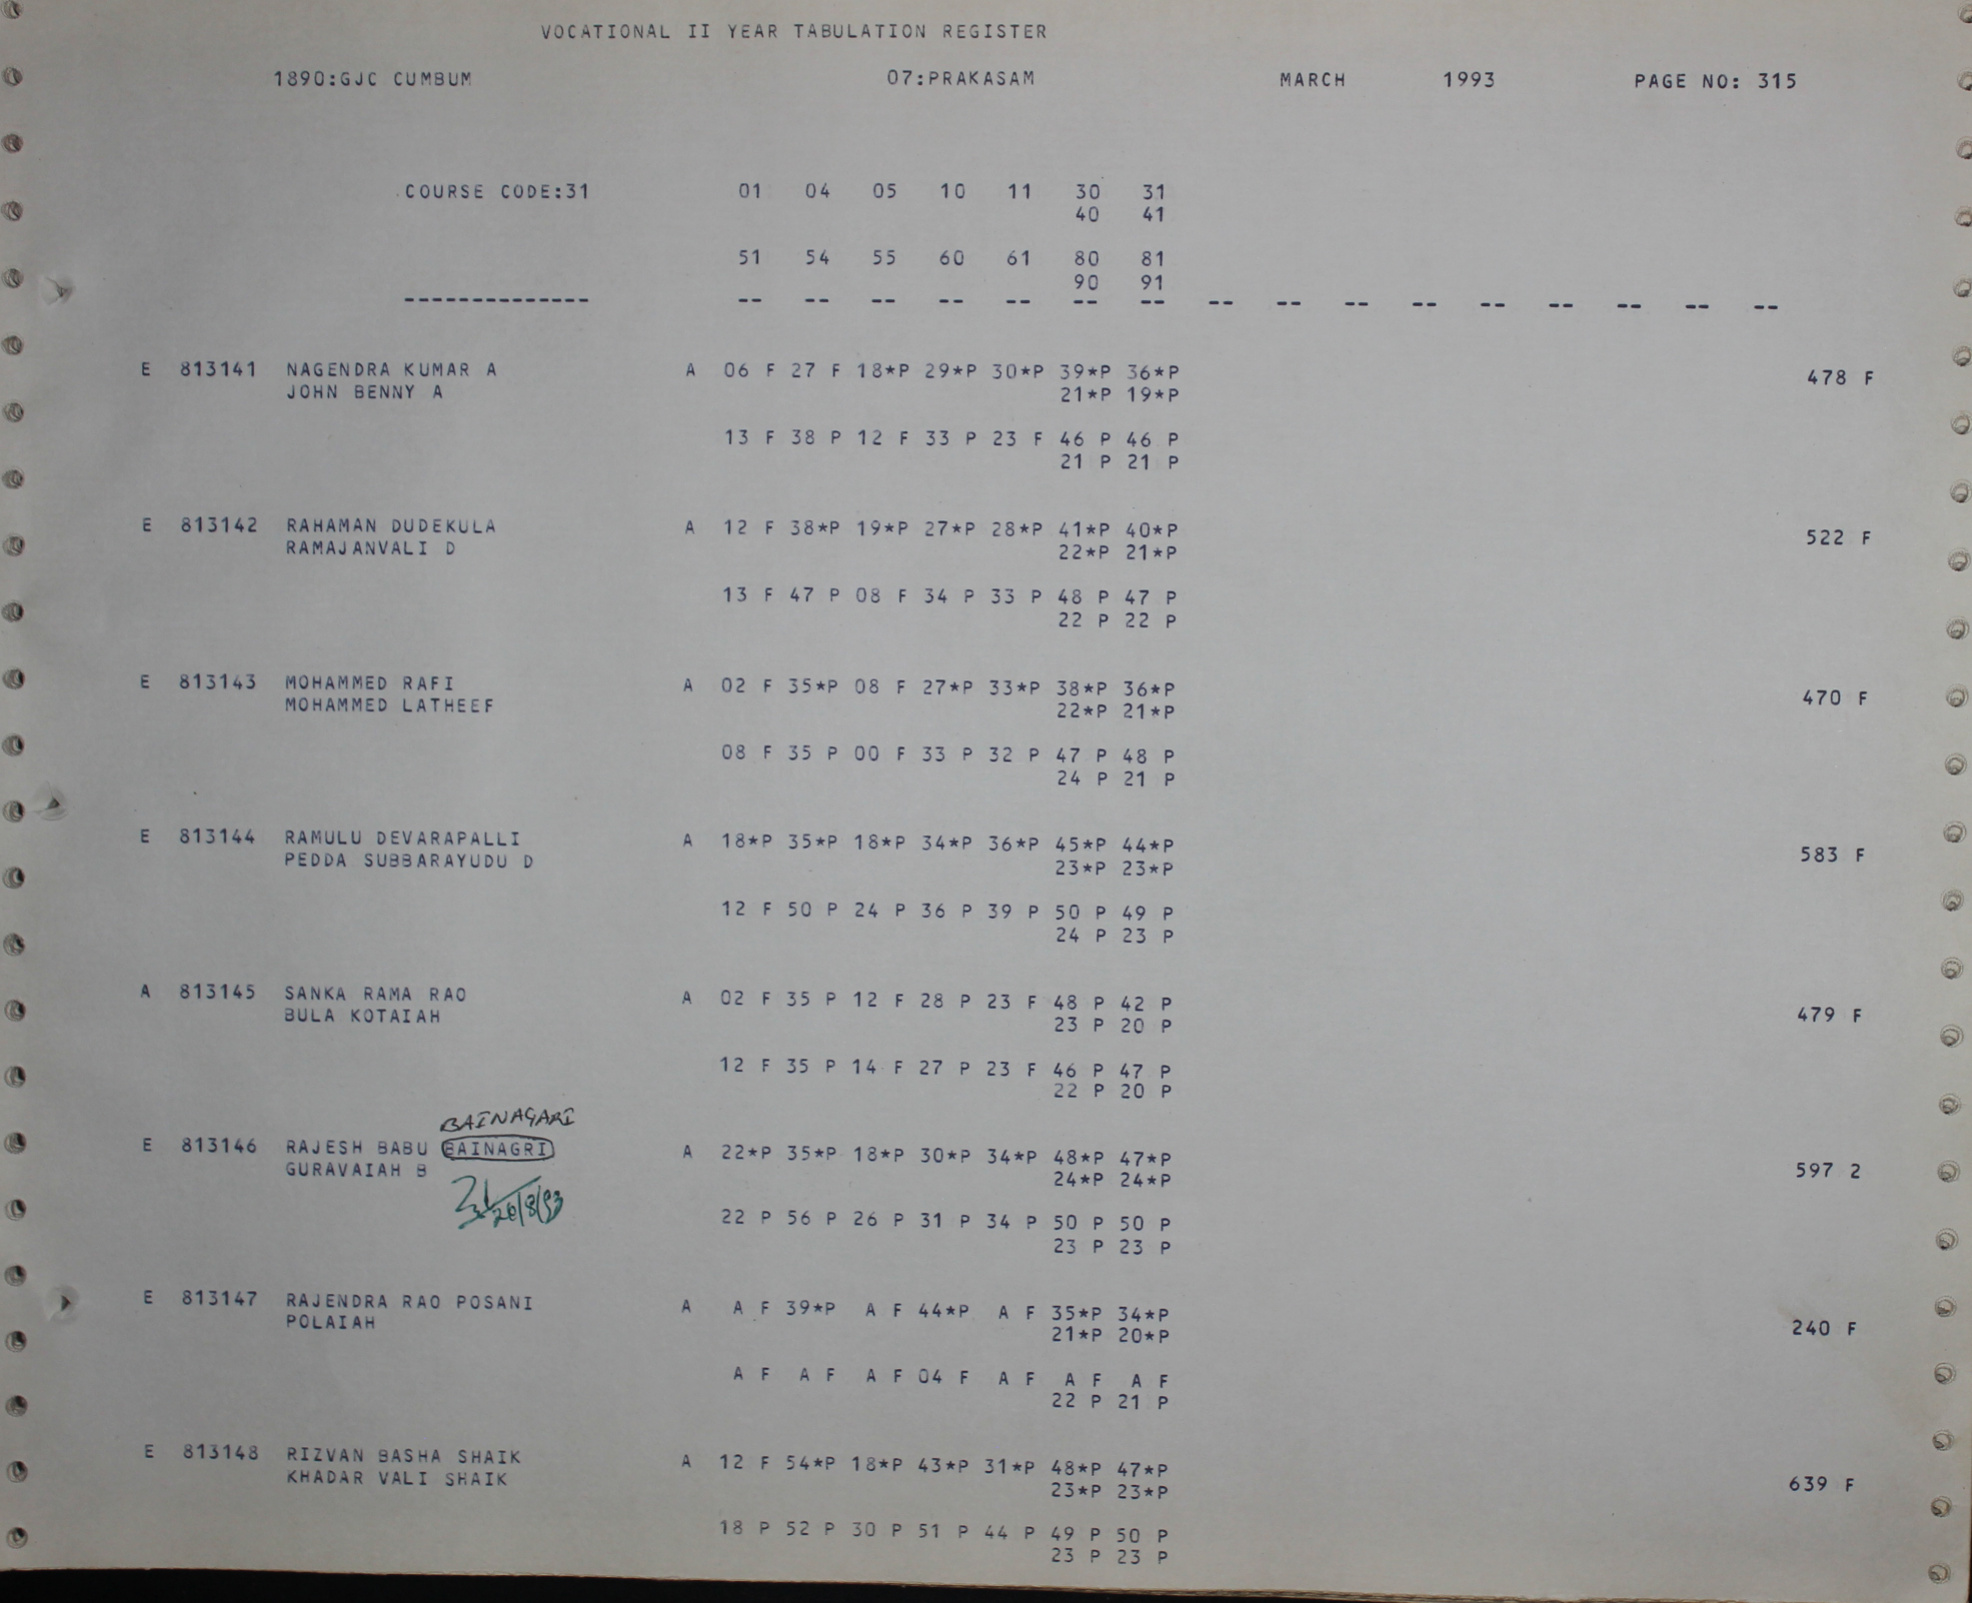 VOCATIONAL II YEAR TABULATION REGISTER
1890:GJC CUMBUM 07:PRAKASAM MARCH 1993 PAGE NO: 315
COURSE CODE:31 01 04 05 10 11 30 31
40 41
51 54 55 60 61 80 81
90 91
-------------- -- -- -- -- -- -- -- -- -- -- -- -- -- -- -- --
E 813141 NAGENDRA KUMAR A A 06 F 27 F 18*P 29*P 30*P 39*P 36*P 478 F
JOHN BENNY A 21*P 19*P
13 F 38 P 12 F 33 P 23 F 46 P 46 P
21 P 21 P
E 813142 RAHAMAN DUDEKULA A 12 F 38*P 19*P 27*P 28*P 41*P 40*P 522 F
RAMAJANVALI D 22*P 21*P
13 F 47 P 08 F 34 P 33 P 48 P 47 P
22 P 22 P
E 813143 MOHAMMED RAFI A 02 F 35*P 08 F 27*P 33*P 38*P 36*P 470 F
MOHAMMED LATHEEF 22*P 21*P
08 F 35 P 00 F 33 P 32 P 47 P 48 P
24 P 21 P
E 813144 RAMULU DEVARAPALLI A 18*P 35*P 18*P 34*P 36*P 45*P 44*P 583 F
PEDDA SUBBARAYUDU D 23*P 23*P
12 F 50 P 24 P 36 P 39 P 50 P 49 P
24 P 23 P
A 813145 SANKA RAMA RAO A 02 F 35 P 12 F 28 P 23 F 48 P 42 P 479 F
BULA KOTAIAH 23 P 20 P
12 F 35 P 14 F 27 P 23 F 46 P 47 P
22 P 20 P
BAINAGARI
E 813146 RAJESH BABU BAINAGRI A 22*P 35*P 18*P 30*P 34*P 48*P 47*P 597 2
GURAVAIAH B 24*P 24*P
26/8/93
22 P 56 P 26 P 31 P 34 P 50 P 50 P
23 P 23 P
E 813147 RAJENDRA RAO POSANI A A F 39*P A F 44*P A F 35*P 34*P 240 F
POLAIAH 21*P 20*P
A F A F A F 04 F A F A F A F
22 P 21 P
E 813148 RIZVAN BASHA SHAIK A 12 F 54*P 18*P 43*P 31*P 48*P 47*P 639 F
KHADAR VALI SHAIK 23*P 23*P
18 P 52 P 30 P 51 P 44 P 49 P 50 P
23 P 23 P